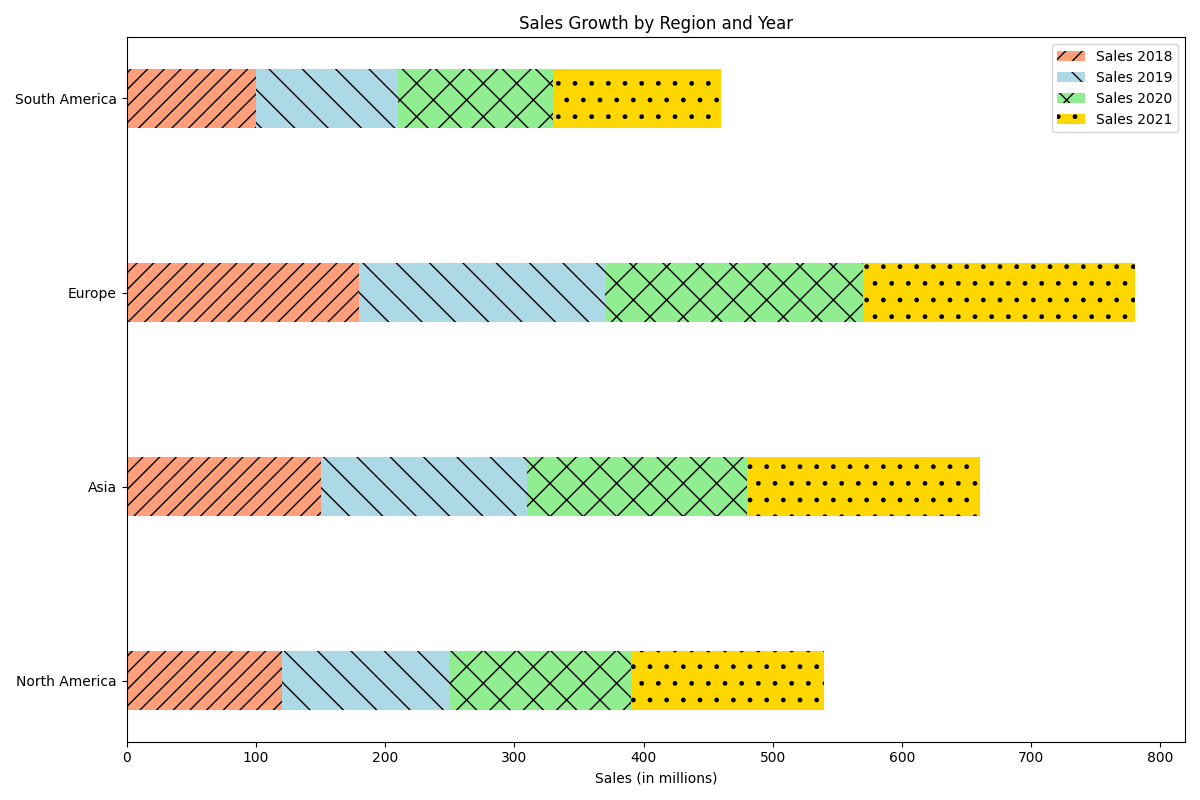 Sales Growth by Region and Year
Sales 2018
Sales 2019
Sales 2020
Sales 2021
South America
Europe
Asia
North America
0 100 200 300 400 500 600 700 800
Sales (in millions)